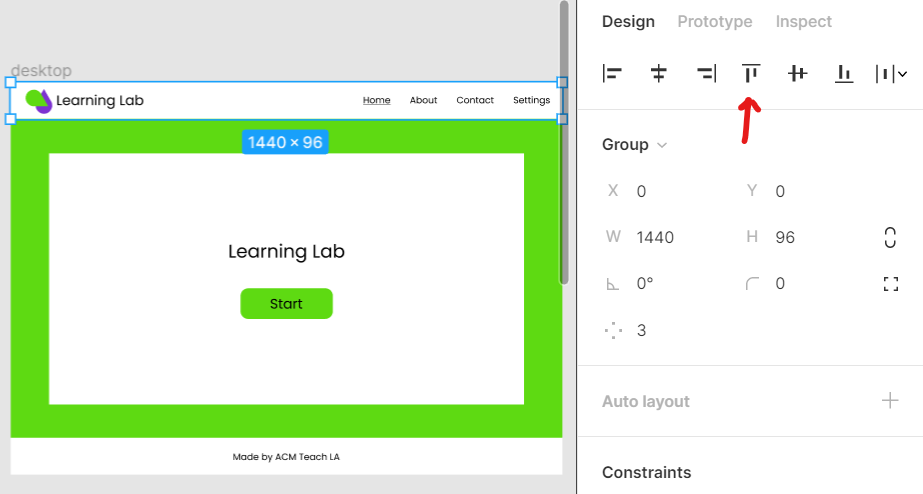 desktop
Learning Lab
Home About Contact Settings
1440 × 96
Learning Lab
Start
Made by ACM Teach LA
Design Prototype Inspect
Group
X 0 Y 0
W 1440 H 96
0° 0
3
Auto layout
Constraints